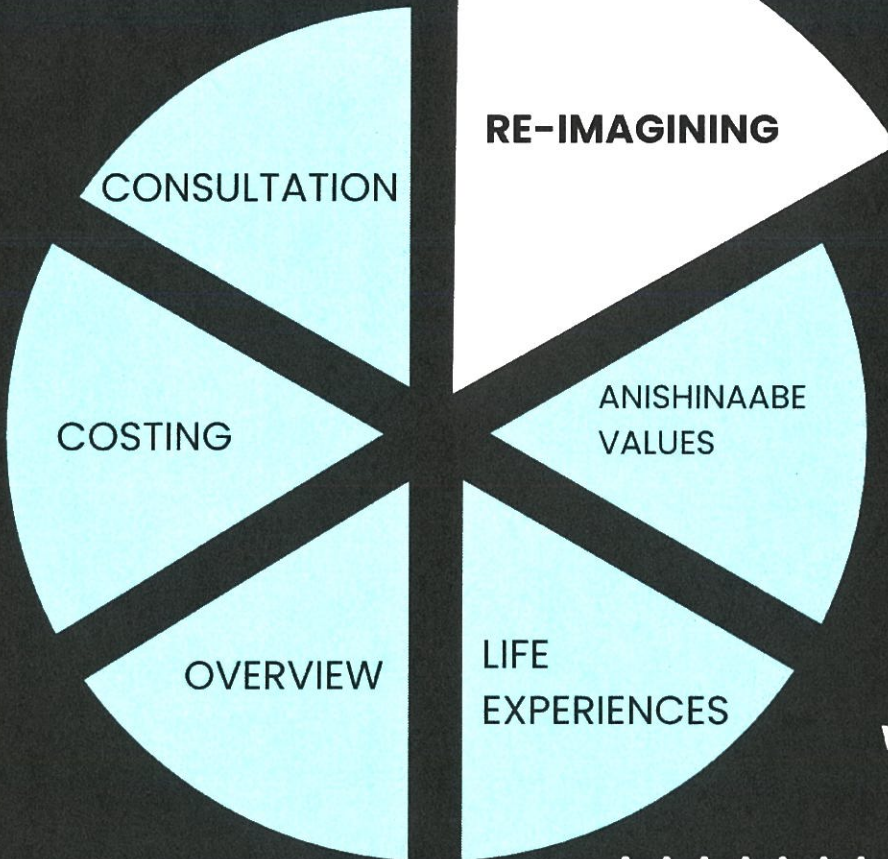 RE-IMAGINING
CONSULTATION
ANISHINAABE
VALUES
COSTING
LIFE
EXPERIENCES
OVERVIEW